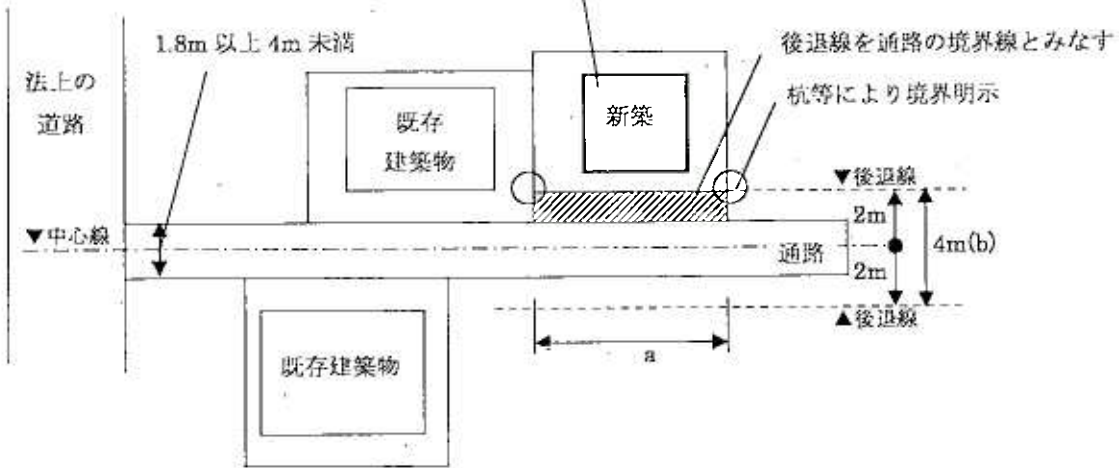 1.8m 以上 4m 未満
後退線を通路の境界線とみなす
法上の
道路
杭等により境界明示
既存
建築物
新築
▼後退線
2m
▼中心線
通路
4m(b)
2m
▲後退線
a
既存建築物